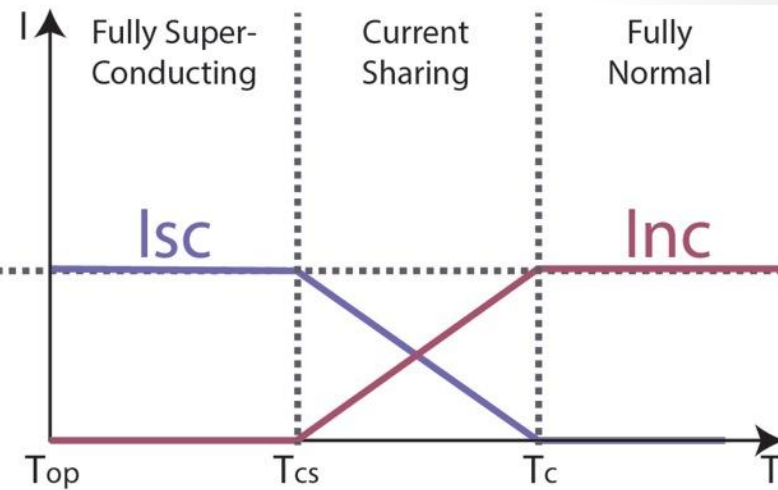 I
Fully Super-
Conducting
Current
Sharing
Fully
Normal
Isc
Inc
Top
Tcs
Tc
T